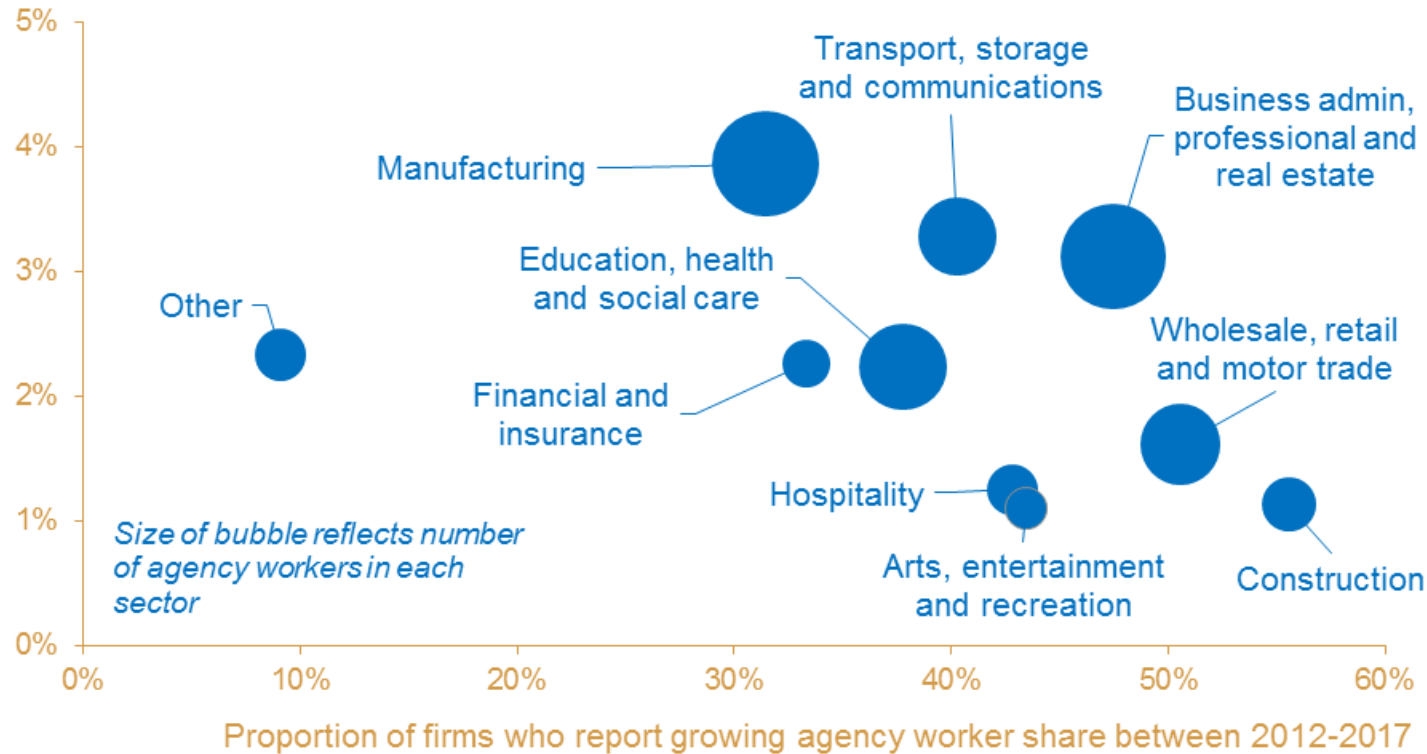 5%
4%
3%
2%
1%
0%
0%
10%
20%
30%
40%
50%
60%
Transport, storage
and communications
Business admin,
professional and
real estate
Manufacturing
Education, health
and social care
Other
Wholesale, retail
and motor trade
Financial and
insurance
Hospitality
Size of bubble reflects number
of agency workers in each
sector
Arts, entertainment
and recreation
Construction
Proportion of firms who report growing agency worker share between 2012-2017